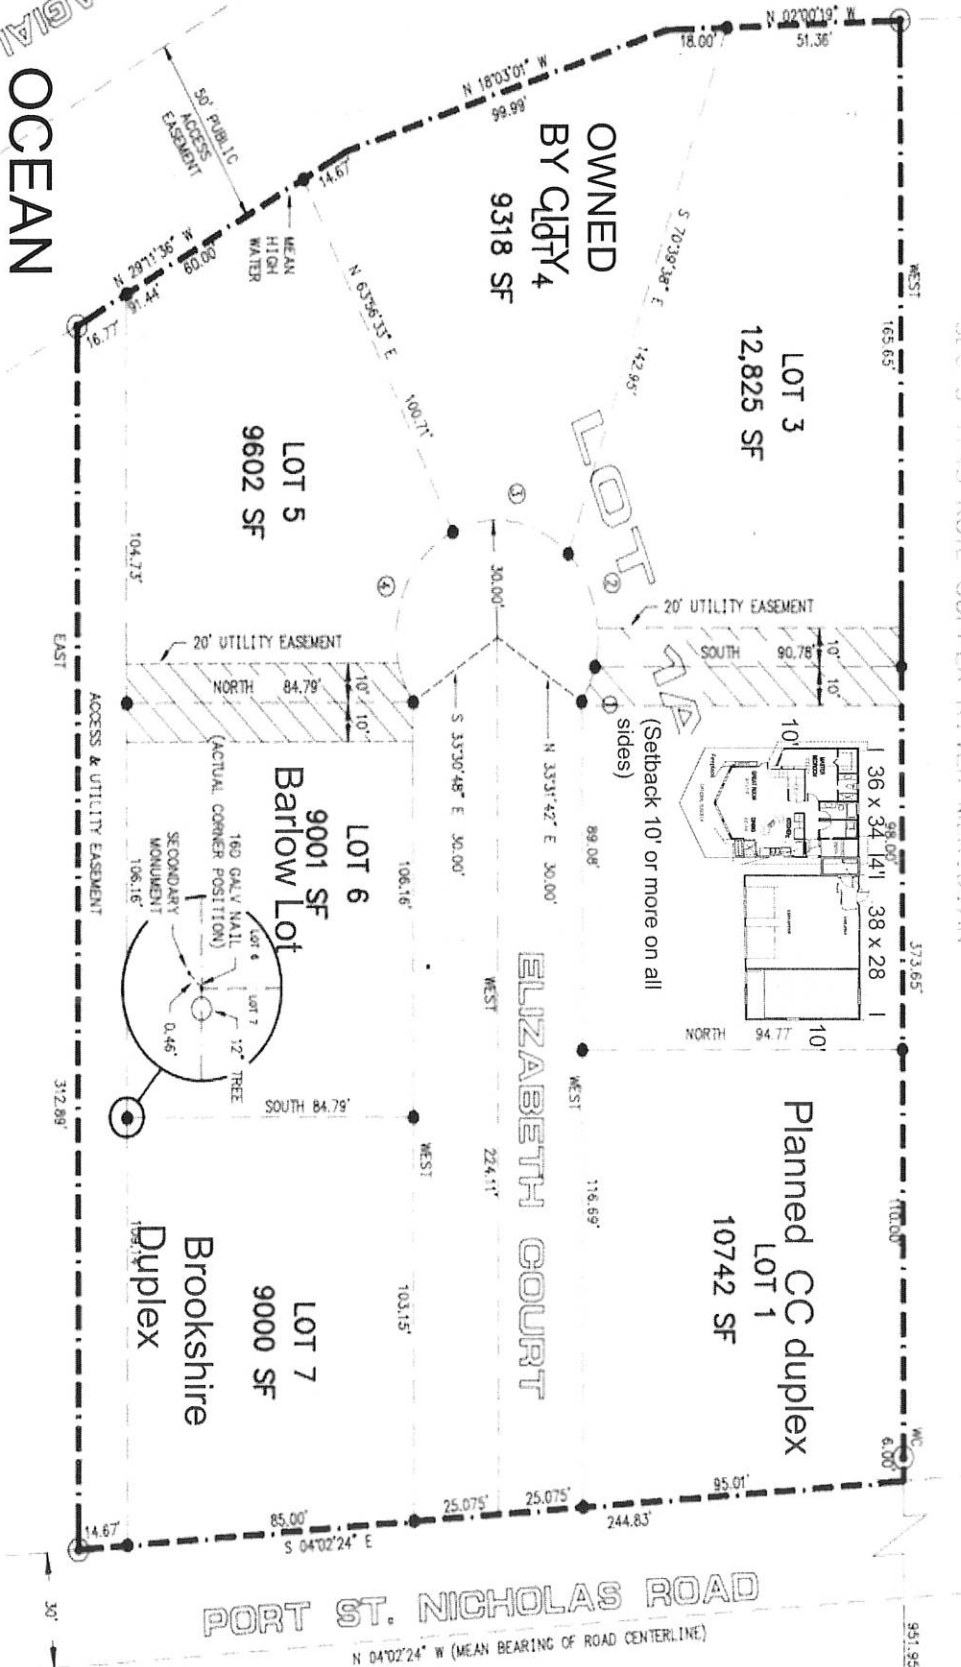 OCEAN
50' PUBLIC
ACCESS
EASEMENT
N 02°00'19" W
51.36'
18.00'
N 18°03'01" W
99.99'
14.67'
MEAN
HIGH
WATER
N 29°11'36" W
60.00'
91.44'
16.77'
OWNED
BY CITY
LOT 4
9318 SF
S 70°39'38" E
142.95'
N 63°56'33" E
100.71'
WEST
165.65'
LOT 3
12,825 SF
LOT 5
9602 SF
LOT
104.73'
EAST
20' UTILITY EASEMENT
SOUTH 90.78'
10'
10'
20' UTILITY EASEMENT
NORTH 84.79'
10'
10'
30.00'
1
2
3
4
N 33°31'42" E 30.00'
S 33°30'48" E 30.00'
(Setback 10' or more on all
sides)
10'
36 x 34
14'
38 x 28
98.00'
10'
373.65'
89.08'
NORTH 94.77'
ACCESS & UTILITY EASEMENT
LOT 6
9001 SF
Barlow Lot
106.16'
106.16'
160 GALV NAIL
(ACTUAL CORNER POSITION)
SECONDARY
MONUMENT
LOT 6
LOT 7
12" TREE
0.46'
SOUTH 84.79'
312.89'
WEST
ELIZABETH COURT
WEST
WEST
224.11'
116.69'
103.15'
Planned CC duplex
LOT 1
10742 SF
110.00'
WC
6.00'
LOT 7
9000 SF
Brookshire
Duplex
109.14'
95.01'
244.83'
25.075'
25.075'
85.00'
S 04°02'24" E
14.67'
30'
PORT ST. NICHOLAS ROAD
N 04°02'24" W (MEAN BEARING OF ROAD CENTERLINE)
951.95